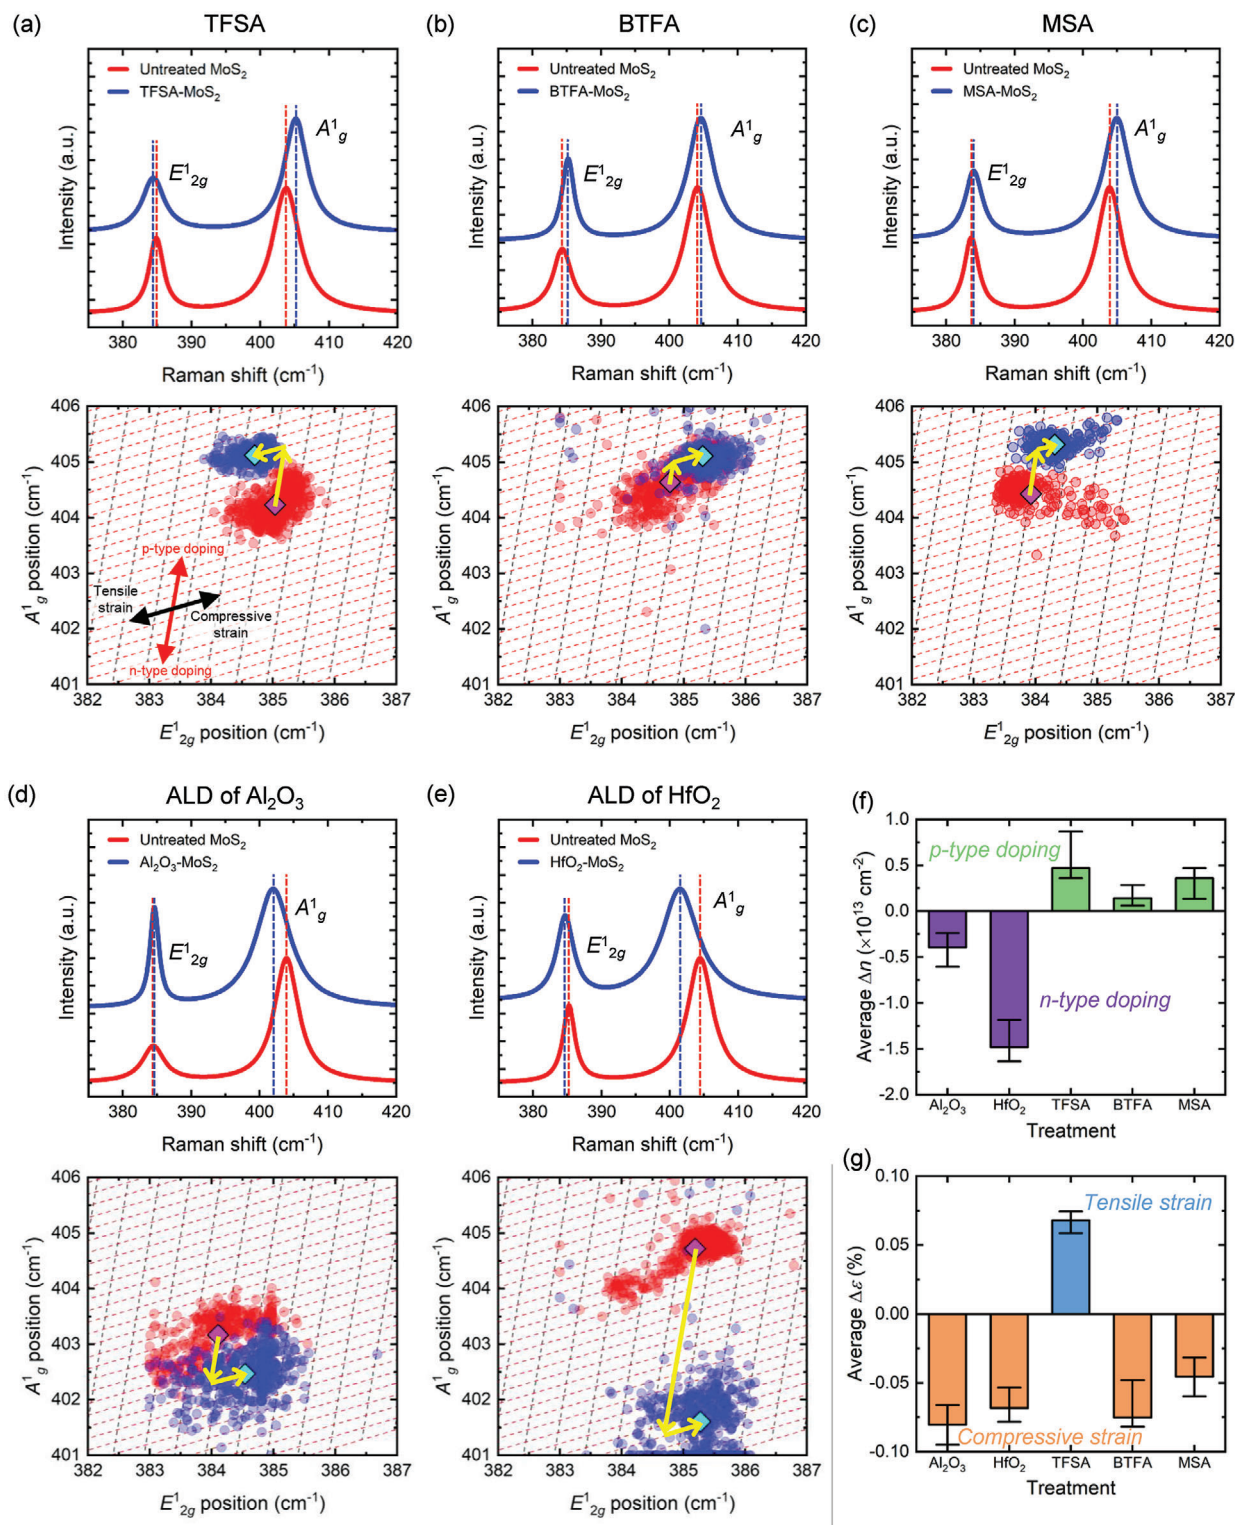 (a) TFSA
Untreated MoS₂
TFSA-MoS₂
E¹₂g
A¹g
Intensity (a.u.)
380 390 400 410 420
Raman shift (cm⁻¹)
406
405
404
403
402
401
p-type doping
Tensile
strain
Compressive
strain
n-type doping
A¹g position (cm⁻¹)
382 383 384 385 386 387
E¹₂g position (cm⁻¹)
(b) BTFA
Untreated MoS₂
BTFA-MoS₂
E¹₂g
A¹g
Intensity (a.u.)
380 390 400 410 420
Raman shift (cm⁻¹)
406
405
404
403
402
401
A¹g position (cm⁻¹)
382 383 384 385 386 387
E¹₂g position (cm⁻¹)
(c) MSA
Untreated MoS₂
MSA-MoS₂
E¹₂g
A¹g
Intensity (a.u.)
380 390 400 410 420
Raman shift (cm⁻¹)
406
405
404
403
402
401
A¹g position (cm⁻¹)
382 383 384 385 386 387
E¹₂g position (cm⁻¹)
(d) ALD of Al₂O₃
Untreated MoS₂
Al₂O₃-MoS₂
E¹₂g
A¹g
Intensity (a.u.)
380 390 400 410 420
Raman shift (cm⁻¹)
406
405
404
403
402
401
A¹g position (cm⁻¹)
382 383 384 385 386 387
E¹₂g position (cm⁻¹)
(e) ALD of HfO₂
Untreated MoS₂
HfO₂-MoS₂
E¹₂g
A¹g
Intensity (a.u.)
380 390 400 410 420
Raman shift (cm⁻¹)
406
405
404
403
402
401
A¹g position (cm⁻¹)
382 383 384 385 386 387
E¹₂g position (cm⁻¹)
(f)
1.0
0.5
0.0
-0.5
-1.0
-1.5
-2.0
p-type doping
n-type doping
Average Δn (×10¹³ cm⁻²)
Al₂O₃ HfO₂ TFSA BTFA MSA
Treatment
(g)
0.10
0.05
0.00
-0.05
-0.10
Tensile strain
Compressive strain
Average Δε (%)
Al₂O₃ HfO₂ TFSA BTFA MSA
Treatment